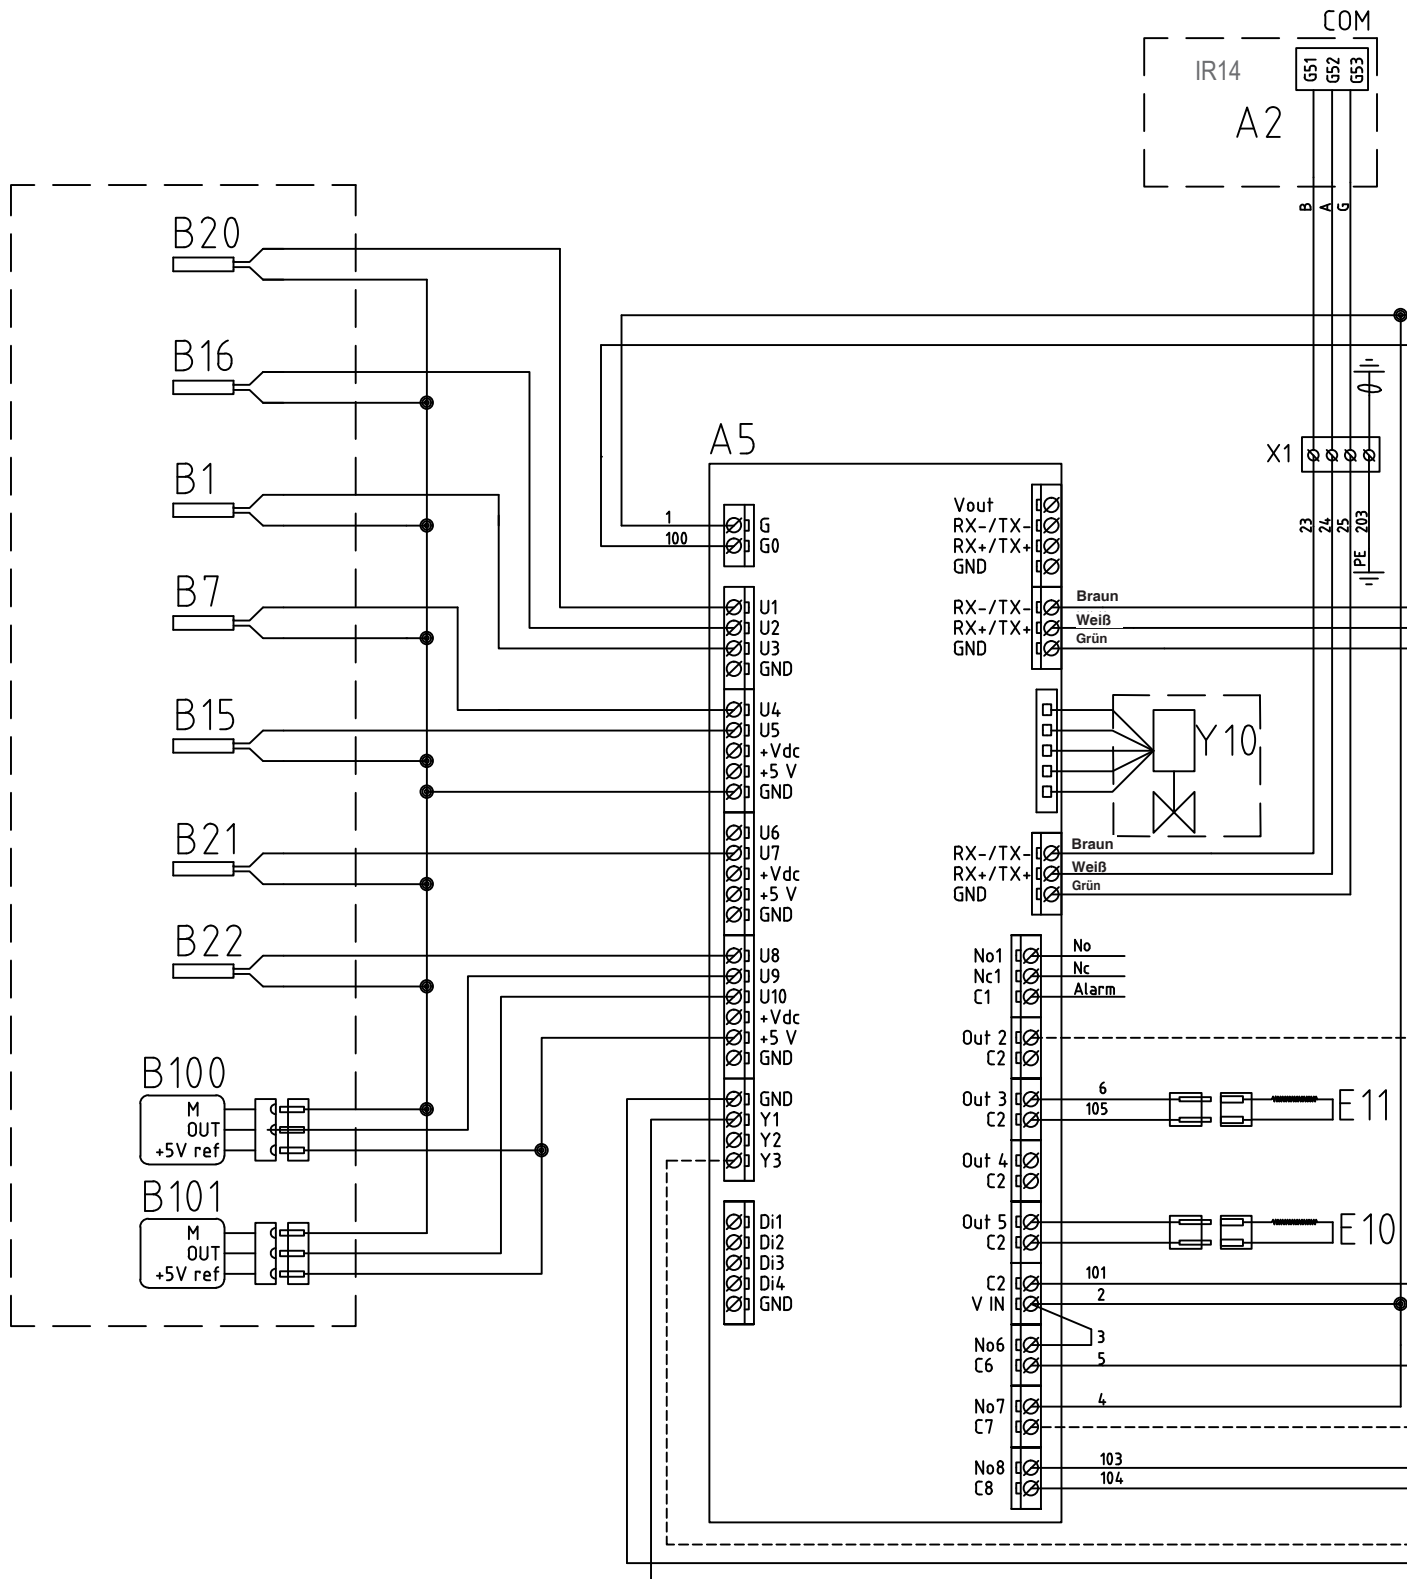 COM
IR14
G51
G52
G53
A2
B
A
G
B20
B16
B1
B7
B15
B21
B22
B100
M
OUT
+5V ref
B101
M
OUT
+5V ref
A5
1
100
G
G0
U1
U2
U3
GND
U4
U5
+Vdc
+5 V
GND
U6
U7
+Vdc
+5 V
GND
U8
U9
U10
+Vdc
+5 V
GND
GND
Y1
Y2
Y3
Di1
Di2
Di3
Di4
GND
Vout
RX-/TX-
RX+/TX+
GND
RX-/TX-
RX+/TX+
GND
Braun
Weiß
Grün
X1
23
24
25
203
PE
Y10
RX-/TX-
RX+/TX+
GND
Braun
Weiß
Grün
No1
Nc1
C1
No
Nc
Alarm
Out 2
C2
Out 3
C2
6
105
E11
Out 4
C2
Out 5
C2
E10
C2
V IN
101
2
No6
C6
3
5
No7
C7
4
No8
C8
103
104